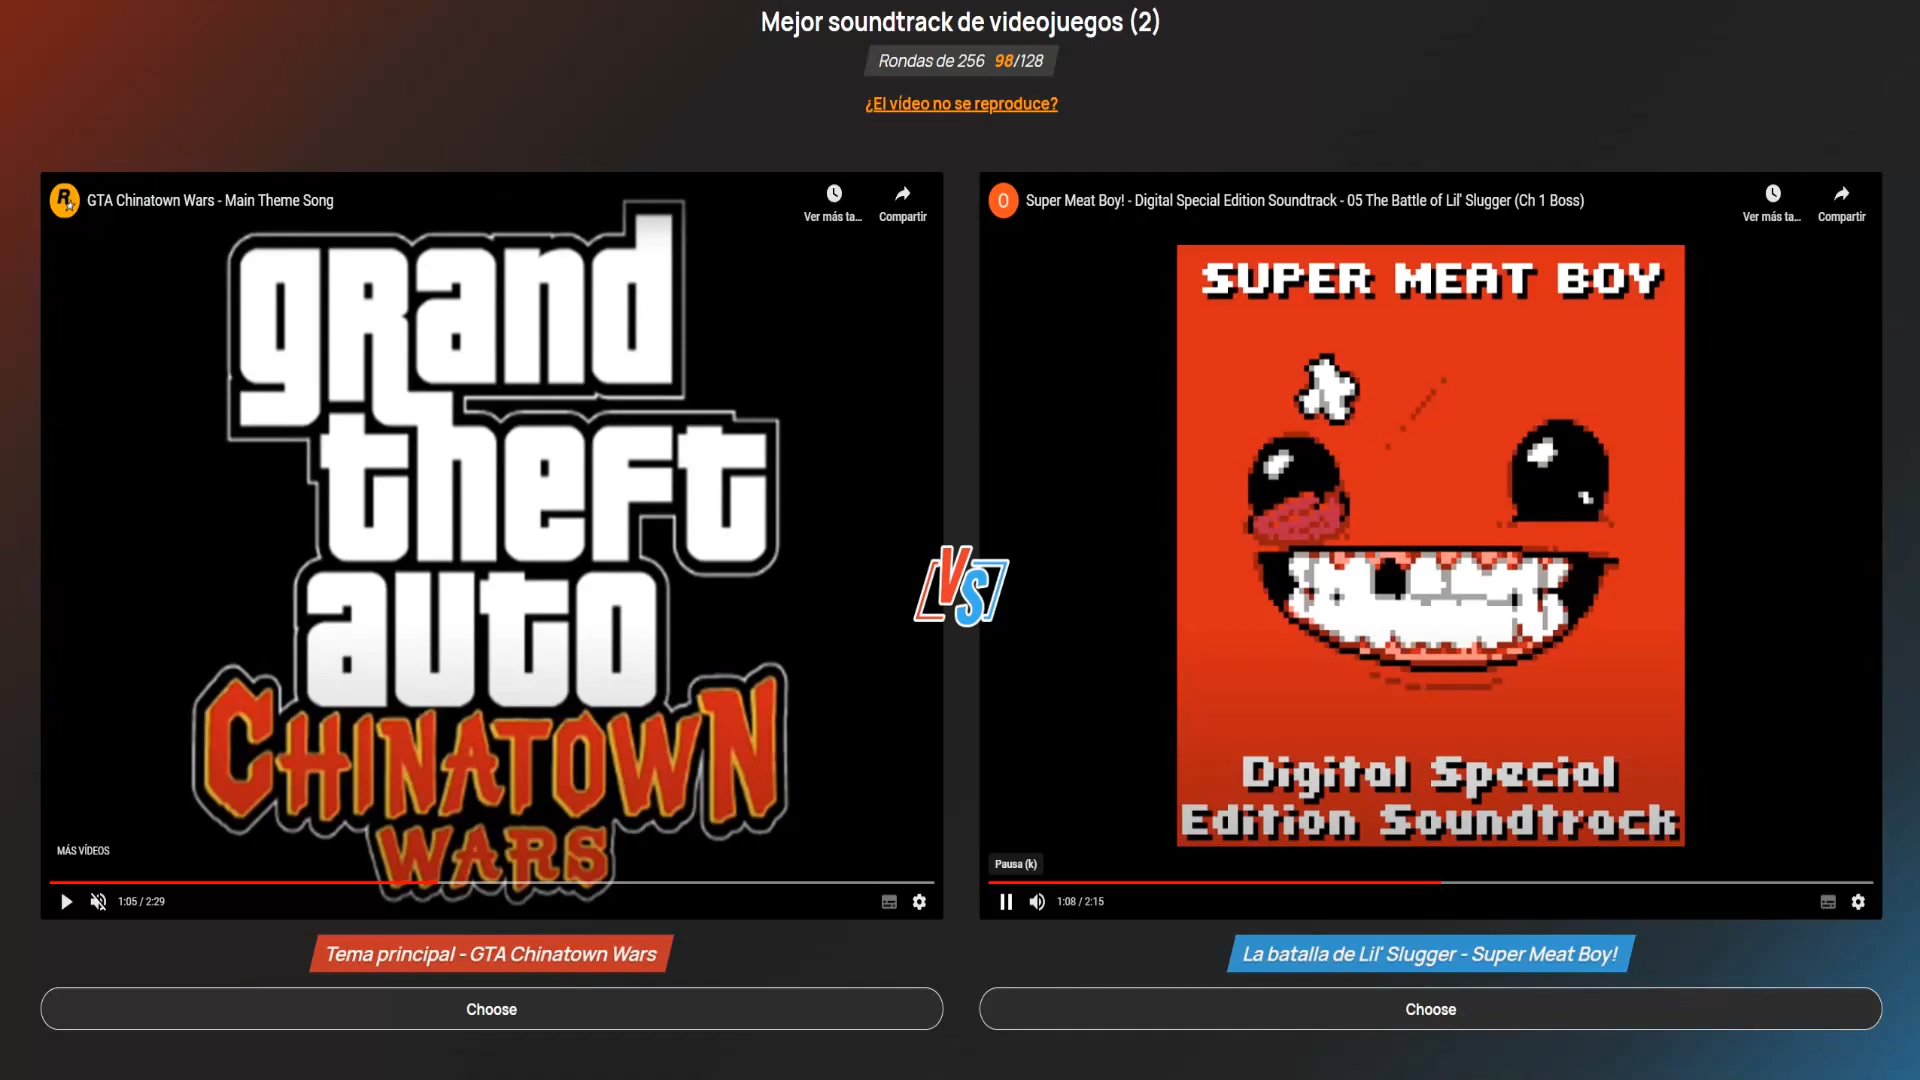 Mejor soundtrack de videojuegos (2)
Rondas de 256 98/128
¿El vídeo no se reproduce?
GTA Chinatown Wars - Main Theme Song
Ver más ta...
Compartir
grand
theft
auto
CHINATOWN
WARS
MÁS VÍDEOS
1:05 / 2:29
VS
Super Meat Boy! - Digital Special Edition Soundtrack - 05 The Battle of Lil' Slugger (Ch 1 Boss)
Ver más ta...
Compartir
SUPER MEAT BOY
Digital Special
Edition Soundtrack
Pausa (k)
1:08 / 2:15
Tema principal - GTA Chinatown Wars
La batalla de Lil' Slugger - Super Meat Boy!
Choose
Choose